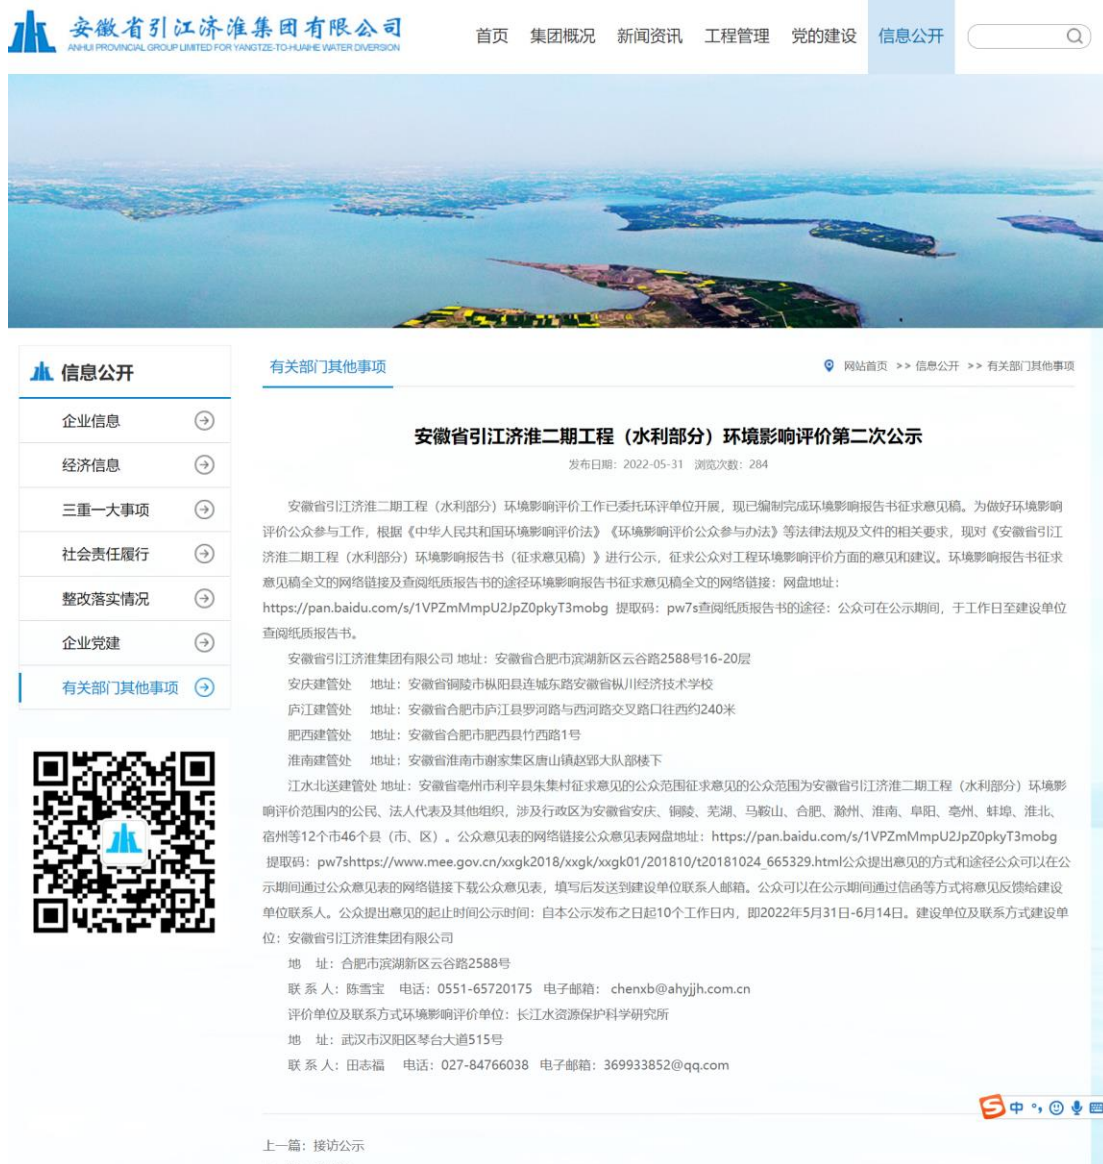 安徽省引江济淮集团有限公司
ANHUI PROVINCIAL GROUP LIMITED FOR YANGTZE-TO-HUAIHE WATER DIVERSION
首页 集团概况 新闻资讯 工程管理 党的建设 信息公开
信息公开
企业信息
经济信息
三重一大事项
社会责任履行
整改落实情况
企业党建
有关部门其他事项
有关部门其他事项
网站首页 >> 信息公开 >> 有关部门其他事项
安徽省引江济淮二期工程（水利部分）环境影响评价第二次公示
发布日期：2022-05-31 浏览次数：284
安徽省引江济淮二期工程（水利部分）环境影响评价工作已委托环评单位开展，现已编制完成环境影响报告书征求意见稿。为做好环境影响
评价公众参与工作，根据《中华人民共和国环境影响评价法》《环境影响评价公众参与办法》等法律法规及文件的相关要求，现对《安徽省引江
济淮二期工程（水利部分）环境影响报告书（征求意见稿）》进行公示，征求公众对工程环境影响评价方面的意见和建议。环境影响报告书征求
意见稿全文的网络链接及查阅纸质报告书的途径环境影响报告书征求意见稿全文的网络链接：网盘地址：
https://pan.baidu.com/s/1VPZmMmpU2JpZ0pkyT3mobg 提取码：pw7s查阅纸质报告书的途径：公众可在公示期间，于工作日至建设单位
查阅纸质报告书。
安徽省引江济淮集团有限公司 地址：安徽省合肥市滨湖新区云谷路2588号16-20层
安庆建管处 地址：安徽省铜陵市枞阳县连城东路安徽省枞川经济技术学校
庐江建管处 地址：安徽省合肥市庐江县罗河路与西河路交叉路口往西约240米
肥西建管处 地址：安徽省合肥市肥西县竹西路1号
淮南建管处 地址：安徽省淮南市谢家集区唐山镇赵郢大队部楼下
江水北送建管处 地址：安徽省亳州市利辛县朱集村征求意见的公众范围征求意见的公众范围为安徽省引江济淮二期工程（水利部分）环境影
响评价范围内的公民、法人代表及其他组织，涉及行政区为安徽省安庆、铜陵、芜湖、马鞍山、合肥、滁州、淮南、阜阳、亳州、蚌埠、淮北、
宿州等12个市46个县（市、区）。公众意见表的网络链接公众意见表网盘地址：https://pan.baidu.com/s/1VPZmMmpU2JpZ0pkyT3mobg
提取码：pw7shttps://www.mee.gov.cn/xxgk2018/xxgk/xxgk01/201810/t20181024_665329.html公众提出意见的方式和途径公众可以在公
示期间通过公众意见表的网络链接下载公众意见表，填写后发送到建设单位联系人邮箱。公众可以在公示期间通过信函等方式将意见反馈给建设
单位联系人。公众提出意见的起止时间公示时间：自本公示发布之日起10个工作日内，即2022年5月31日-6月14日。建设单位及联系方式建设单
位：安徽省引江济淮集团有限公司
地 址：合肥市滨湖新区云谷路2588号
联 系 人：陈雪宝 电话：0551-65720175 电子邮箱： chenxb@ahyjjh.com.cn
评价单位及联系方式环境影响评价单位：长江水资源保护科学研究所
地 址：武汉市汉阳区琴台大道515号
联 系 人：田志福 电话：027-84766038 电子邮箱：369933852@qq.com
中
上一篇：接访公示